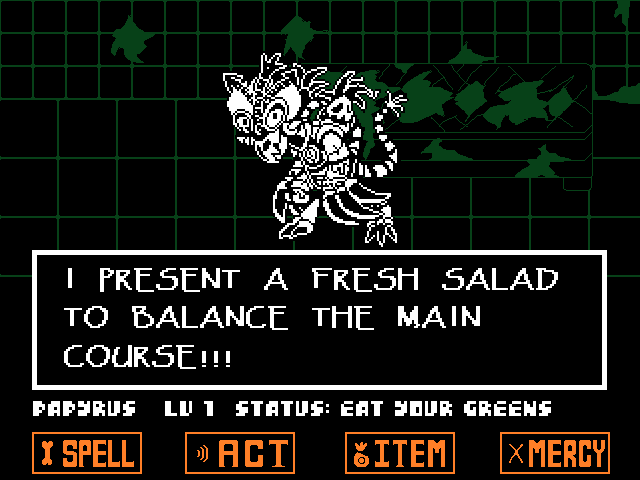 I PRESENT A FRESH SALAD
TO BALANCE THE MAIN
COURSE!!!
PAPYRUS LV 1 STATUS: EAT YOUR GREENS
SPELL ACT ITEM MERCY